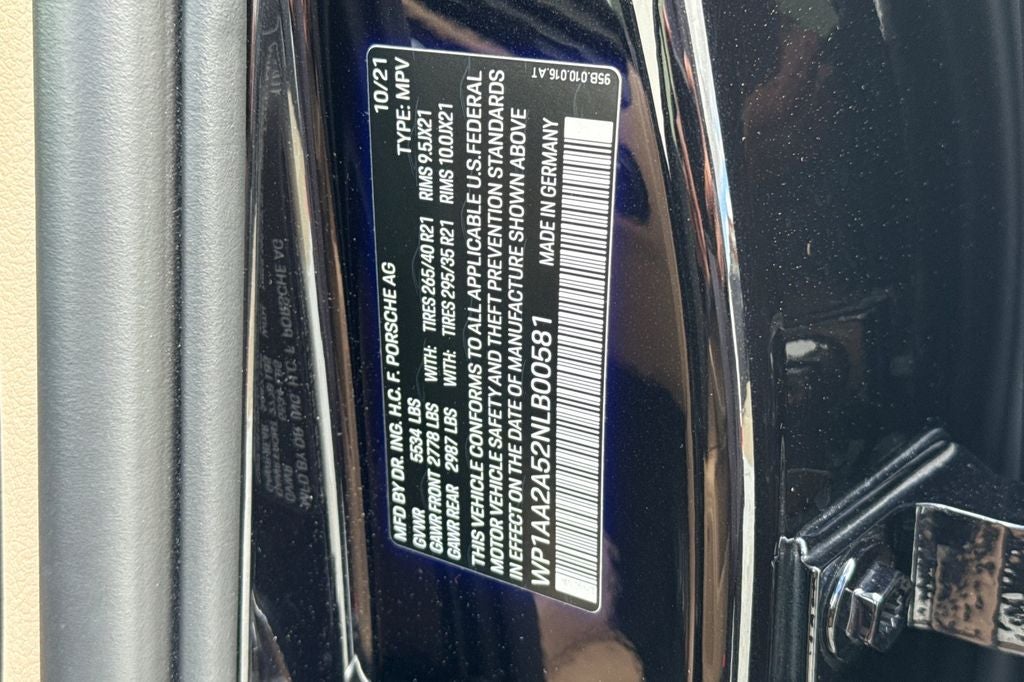 MFD BY DR. ING. H.C. F. PORSCHE AG 10/21
GVWR 5534 LBS TYPE: MPV
GAWR FRONT 2778 LBS WITH: TIRES 265/40 R21 RIMS 9.5JX21
GAWR REAR 2987 LBS WITH: TIRES 295/35 R21 RIMS 10.0JX21
THIS VEHICLE CONFORMS TO ALL APPLICABLE U.S. FEDERAL
MOTOR VEHICLE SAFETY AND THEFT PREVENTION STANDARDS
IN EFFECT ON THE DATE OF MANUFACTURE SHOWN ABOVE
WP1AA2A52NLB00581 MADE IN GERMANY
95B.010.016.AT